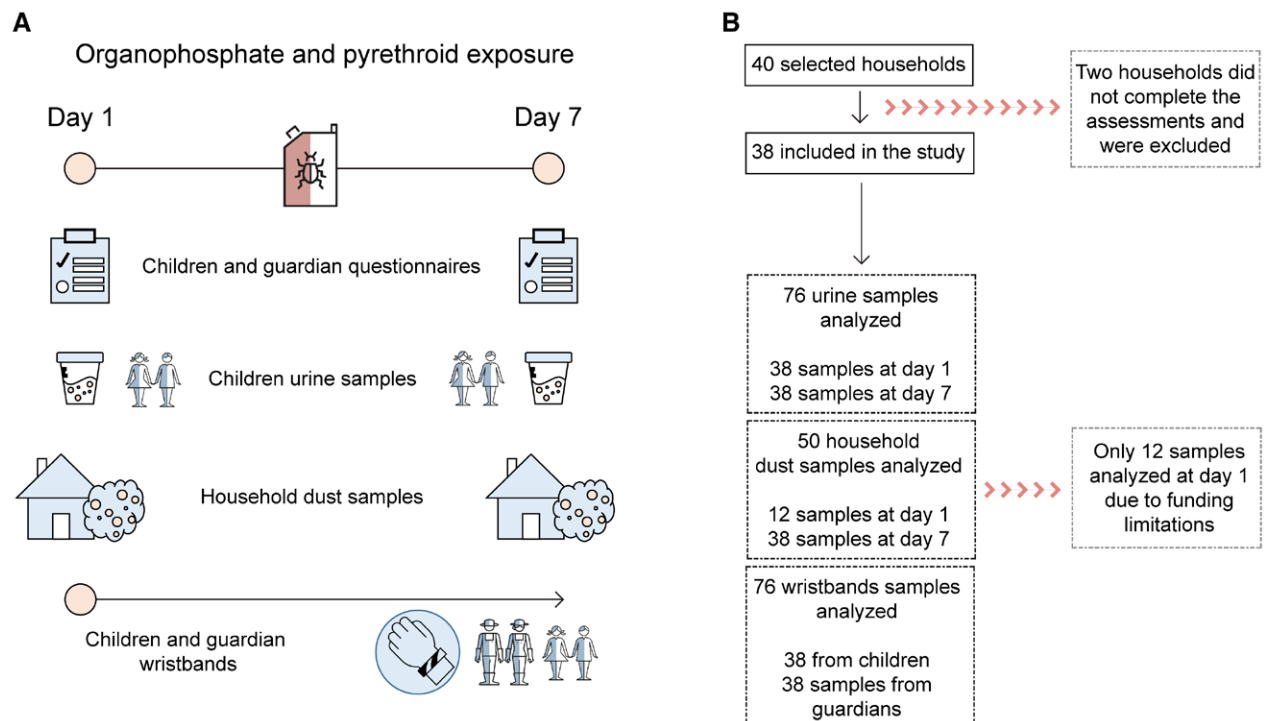 A
Organophosphate and pyrethroid exposure
Day 1
Day 7
Children and guardian questionnaires
Children urine samples
Household dust samples
Children and guardian
wristbands
B
40 selected households
Two households did
not complete the
assessments and
were excluded
38 included in the study
76 urine samples
analyzed
38 samples at day 1
38 samples at day 7
50 household
dust samples analyzed
12 samples at day 1
38 samples at day 7
Only 12 samples
analyzed at day 1
due to funding
limitations
76 wristbands samples
analyzed
38 from children
38 samples from
guardians